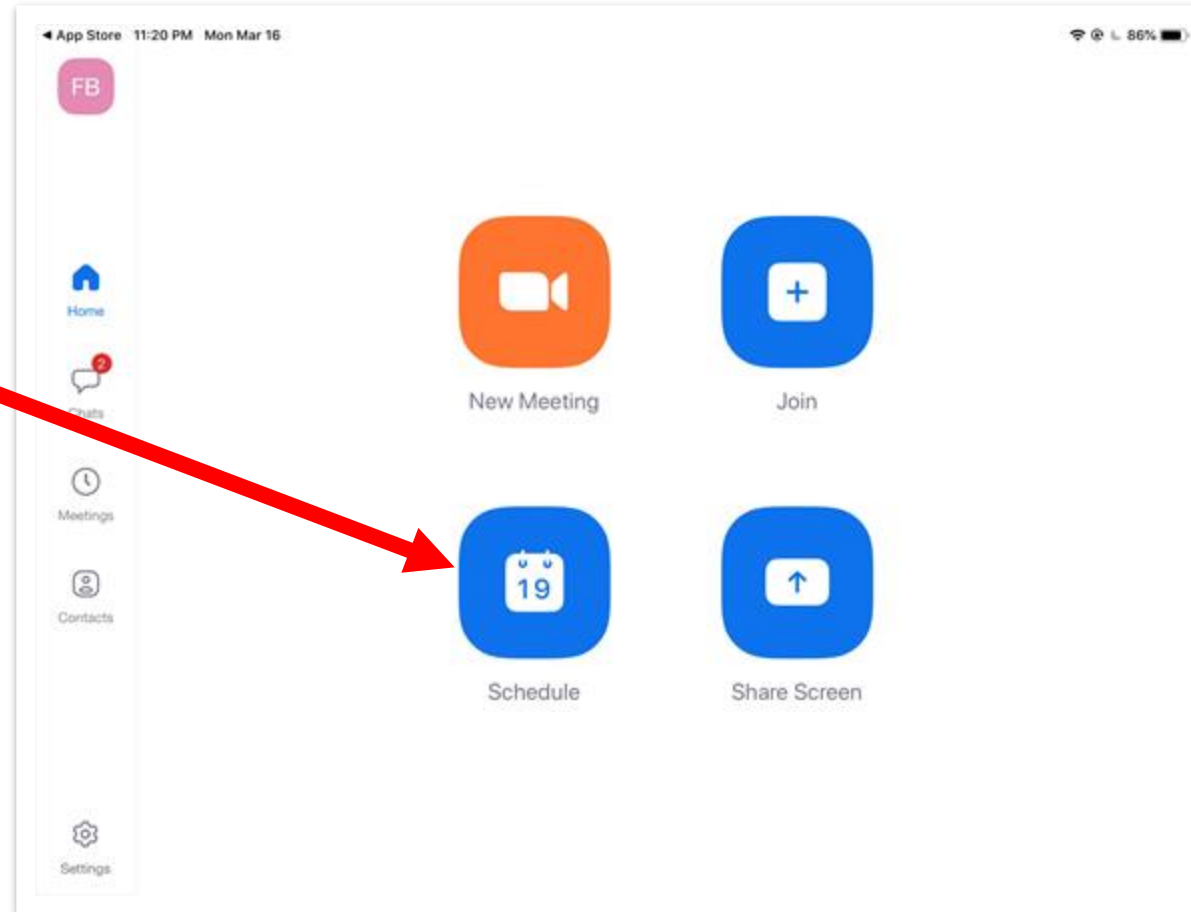 ◀ App Store 11:20 PM Mon Mar 16 86%
FB
Home
2
Chats
Meetings
Contacts
Settings
New Meeting
Join
19
Schedule
Share Screen